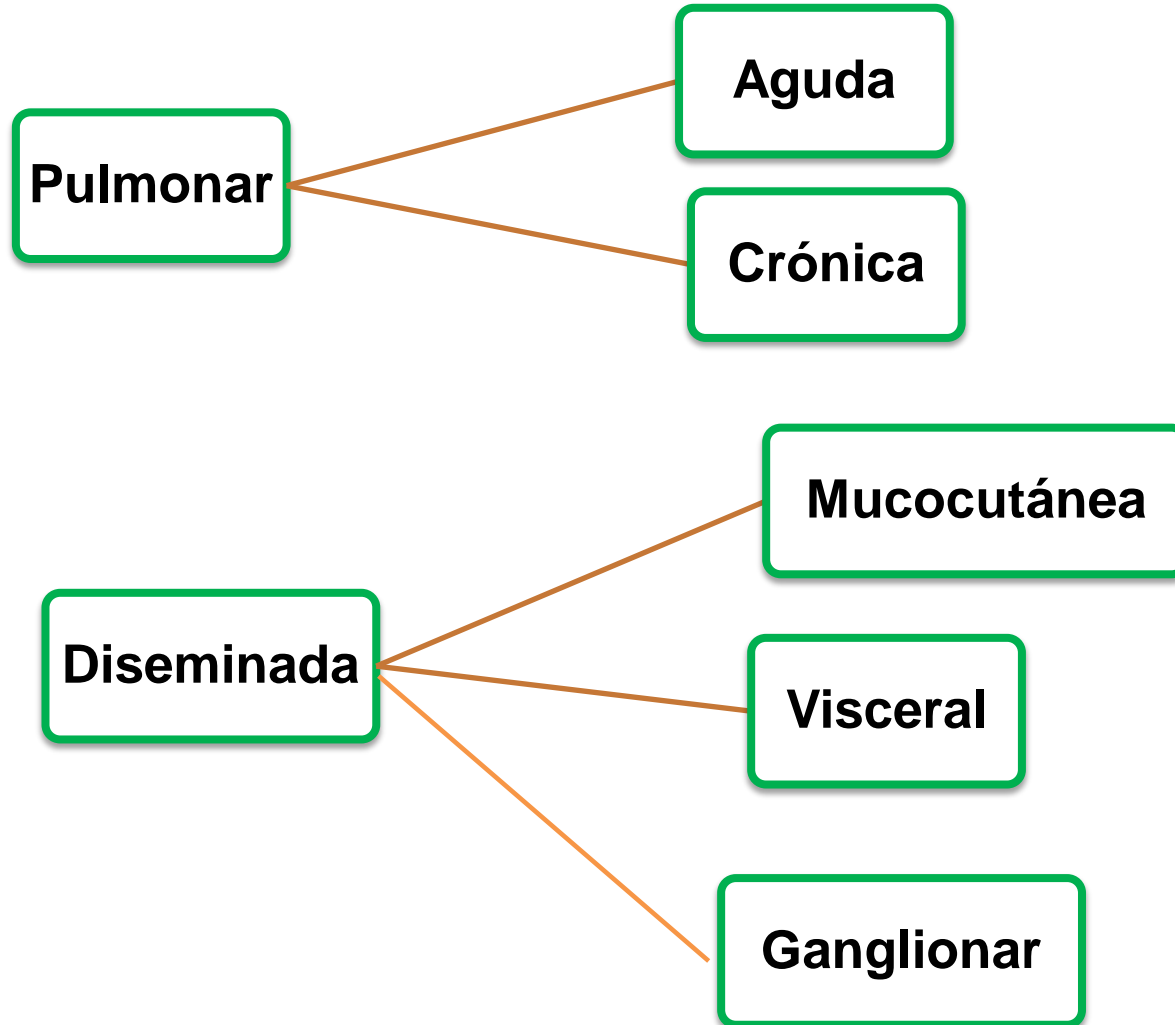 Pulmonar
Aguda
Crónica
Diseminada
Mucocutánea
Visceral
Ganglionar